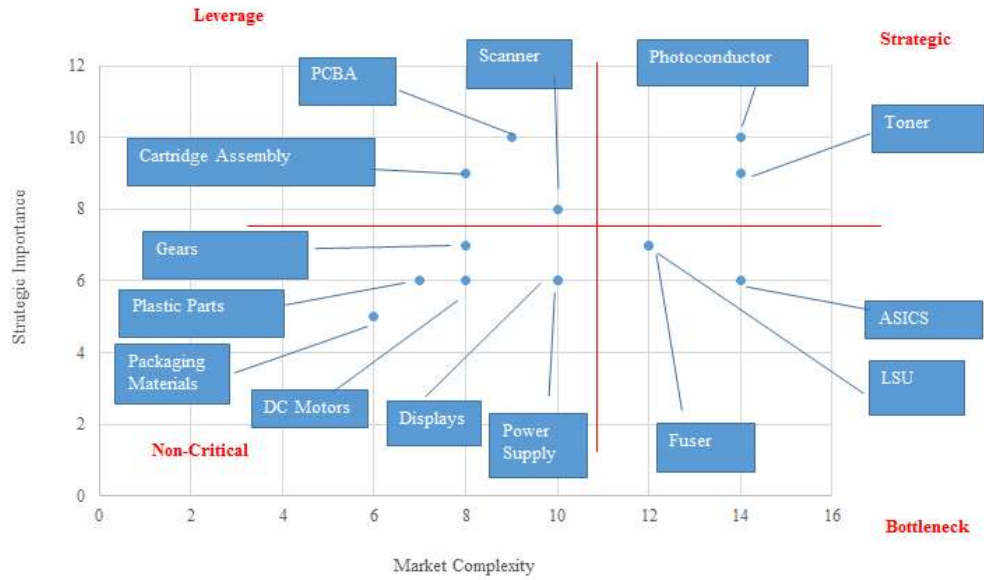 Leverage
Strategic
Scanner
Photoconductor
PCBA
Toner
Cartridge Assembly
Gears
Plastic Parts
ASICS
Packaging
Materials
LSU
DC Motors
Displays
Power
Supply
Fuser
Non-Critical
Bottleneck
Strategic Importance
12
10
8
6
4
2
0
0
2
4
6
8
10
12
14
16
Market Complexity